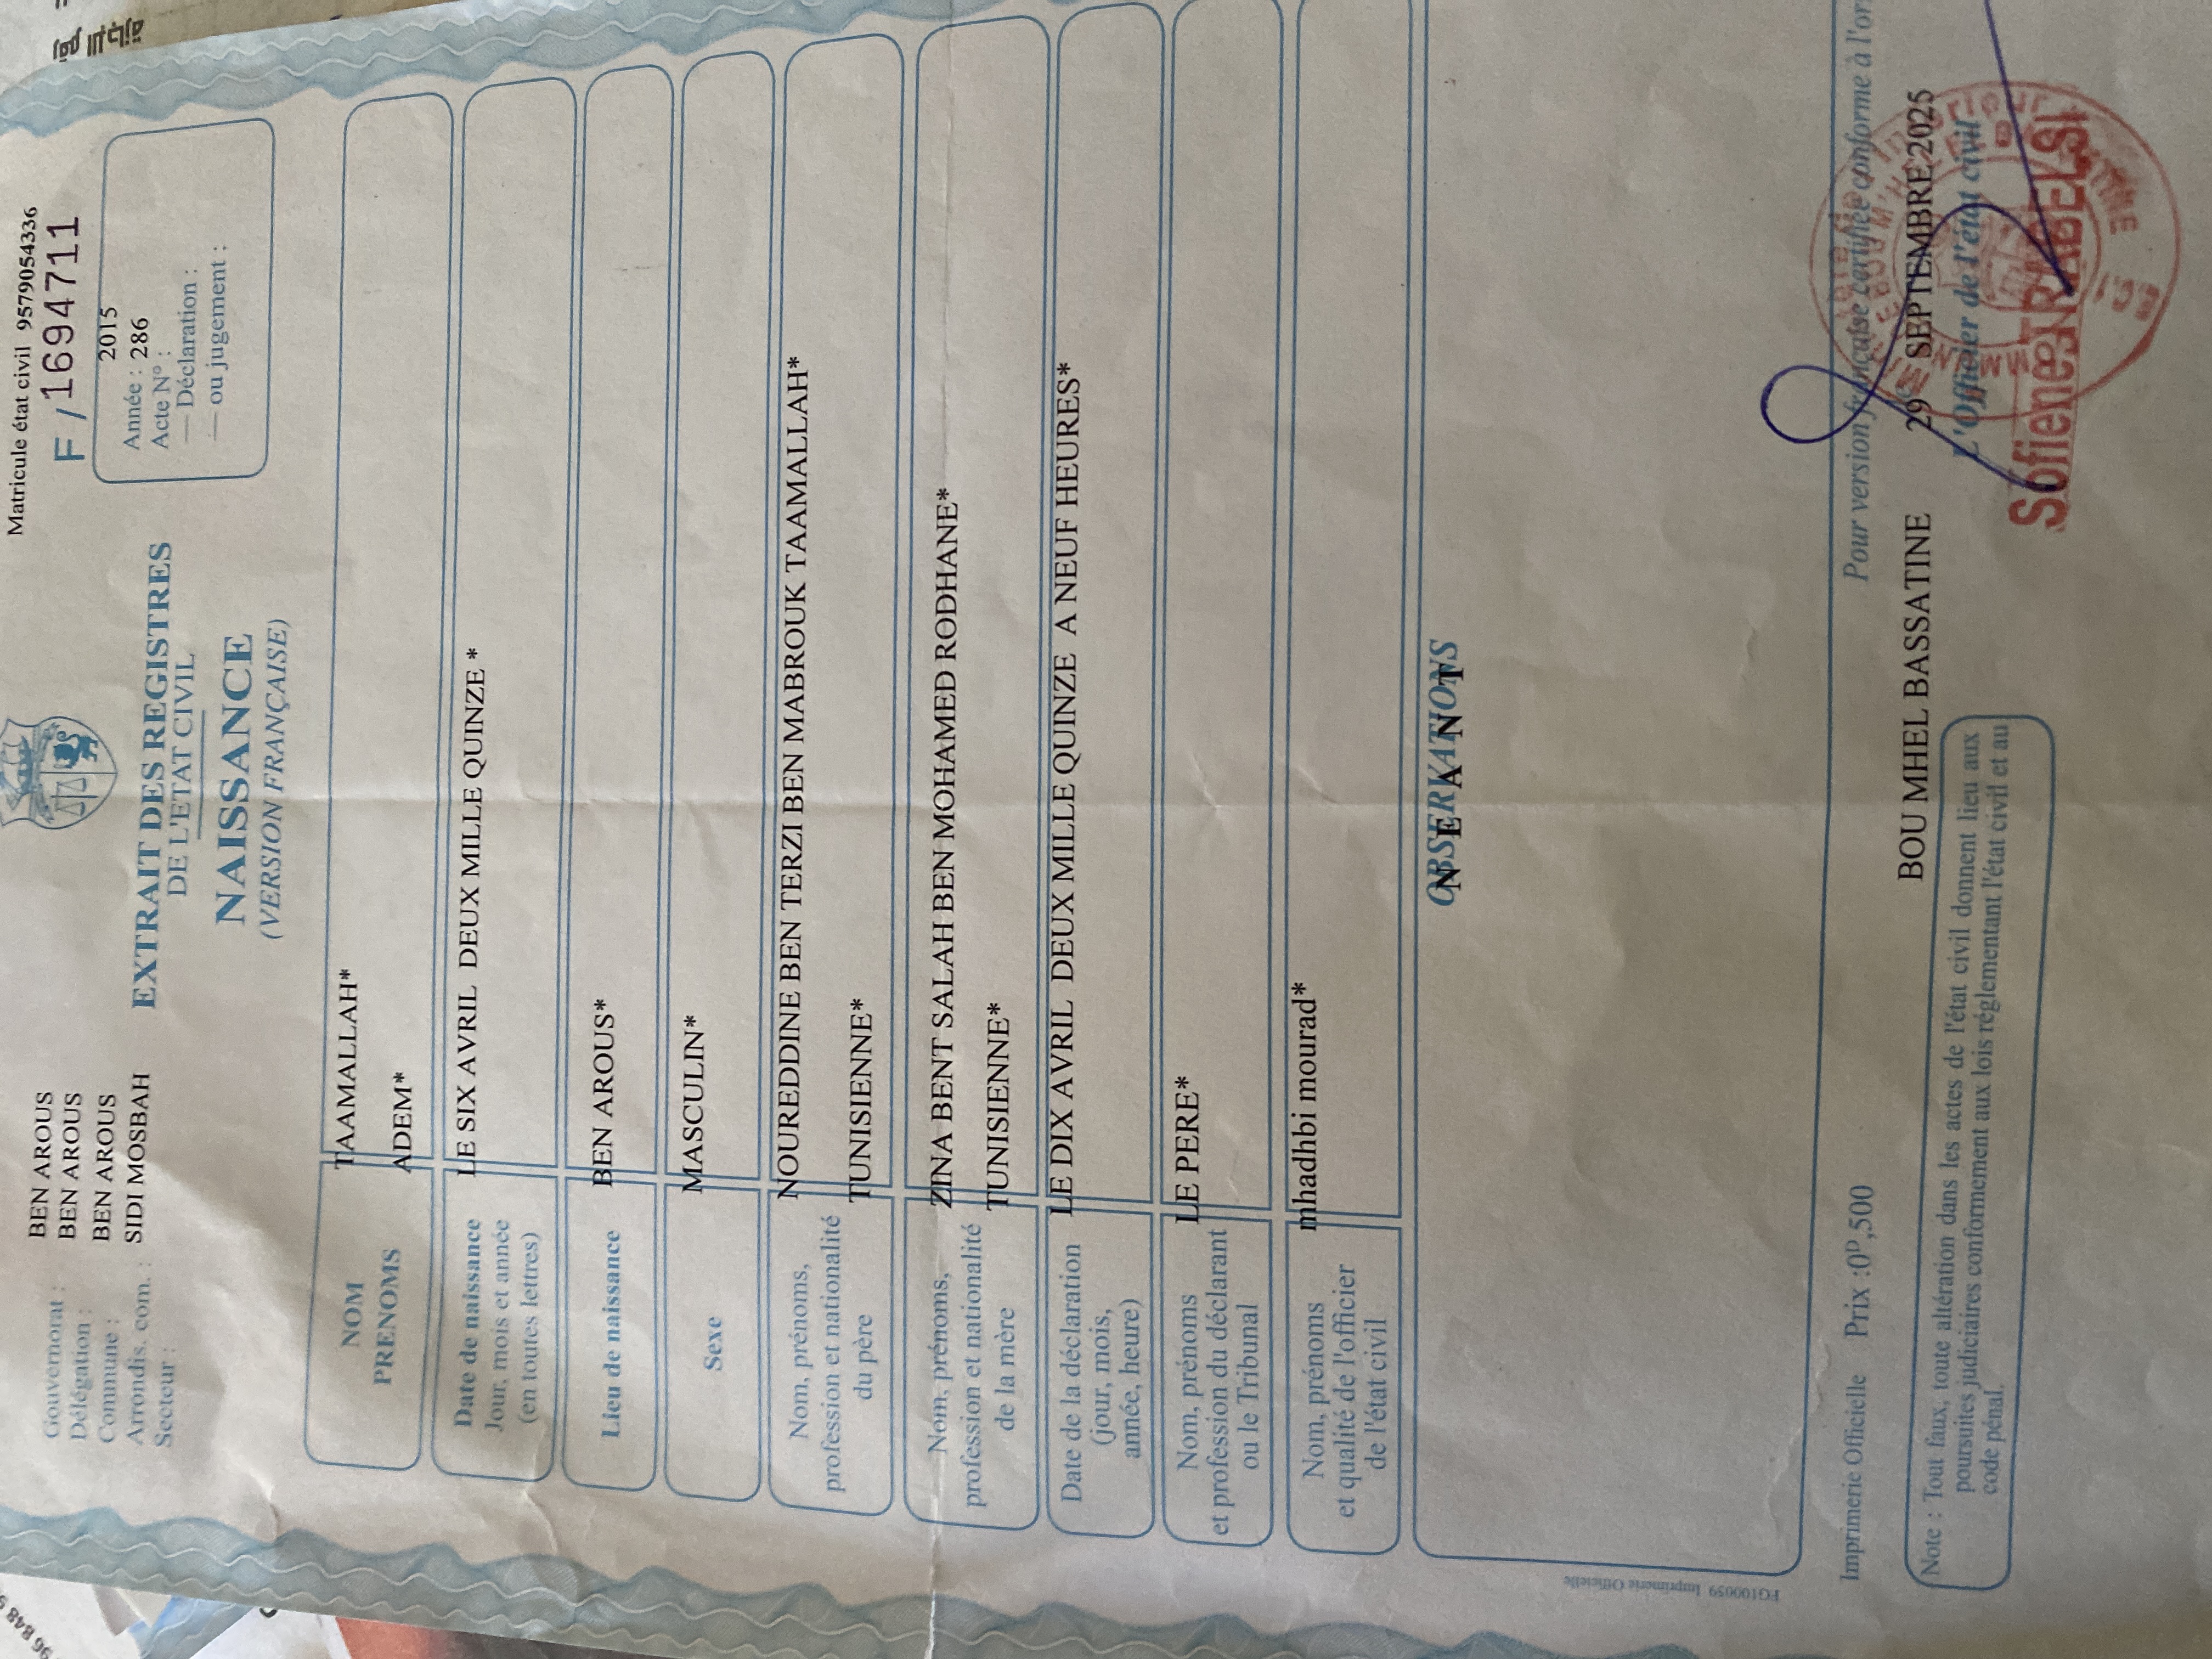 Matricule état civil 95790543​36
F / 1694711
Gouvernorat : BEN AROUS
Délégation : BEN AROUS
Commune : BEN AROUS
Arrondis. com. : SIDI MOSBAH
Secteur :
EXTRAIT DES REGISTRES
DE L'ETAT CIVIL
NAISSANCE
(VERSION FRANÇAISE)
2015
Année : 286
Acte N° :
— Déclaration :
— ou jugement :
NOM TAAMALLAH*
PRENOMS ADEM*
Date de naissance LE SIX AVRIL DEUX MILLE QUINZE *
Jour, mois et année
(en toutes lettres)
Lieu de naissance BEN AROUS*
Sexe MASCULIN*
Nom, prénoms, NOUREDDINE BEN TERZI BEN MABROUK TAAMALLAH*
profession et nationalité
du père TUNISIENNE*
Nom, prénoms, ZINA BENT SALAH BEN MOHAMED RODHANE*
profession et nationalité
de la mère TUNISIENNE*
Date de la déclaration LE DIX AVRIL DEUX MILLE QUINZE A NEUF HEURES*
(jour, mois,
année, heure)
Nom, prénoms LE PERE*
et profession du déclarant
ou le Tribunal
Nom, prénoms mhadhbi mourad*
et qualité de l'officier
de l'état civil
OBSERVATIONS
N E A N T
FG100059 Imprimerie Officielle
Imprimerie Officielle Prix :0ᴰ,500
Pour version française certifiée conforme à l'or
BOU MHEL BASSATINE 29 SEPTEMBRE 2025
L'Officier de l'état civil
Sofiene TRABELSI
Note : Tout faux, toute altération dans les actes de l'état civil donnent lieu aux
poursuites judiciaires conformement aux lois réglementant l'état civil et au
code pénal.